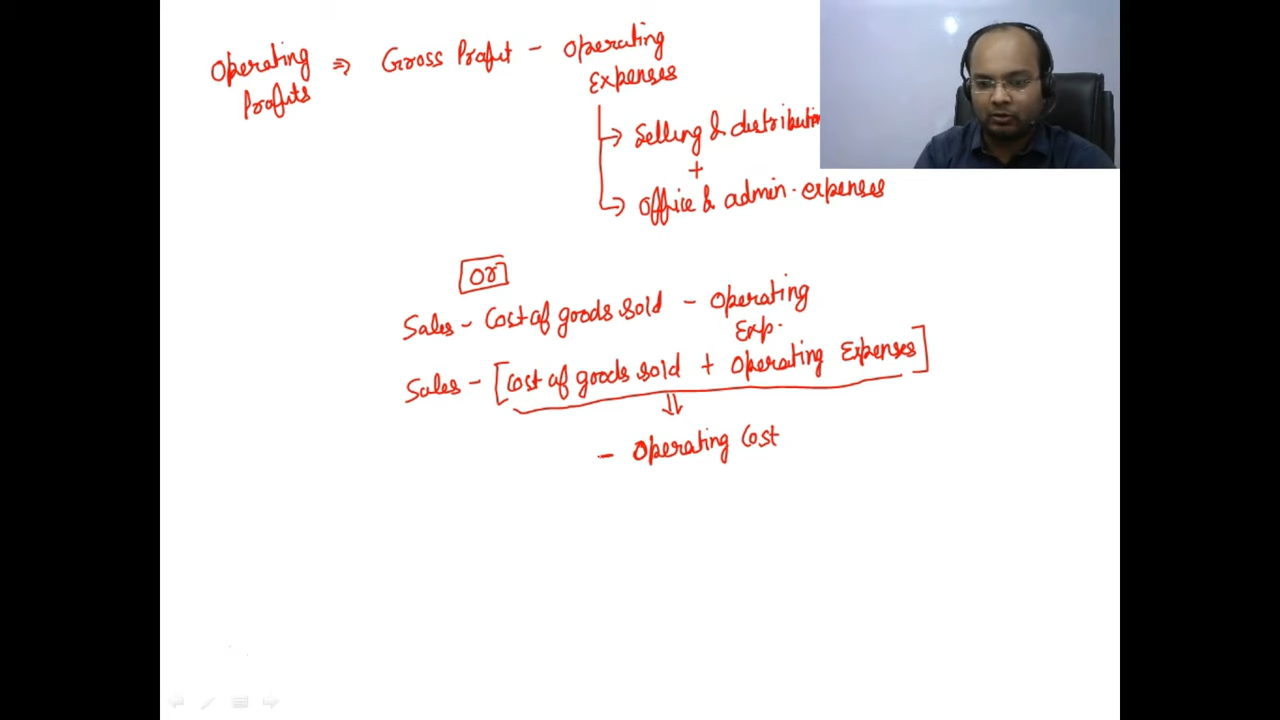 Operating Profits ⇒ Gross Profit - Operating Expenses
→ Selling & distribution
+
→ Office & admin. expenses
Or
Sales - Cost of goods sold - Operating Exp.
Sales - [Cost of goods sold + Operating Expenses]
⇓
- Operating Cost